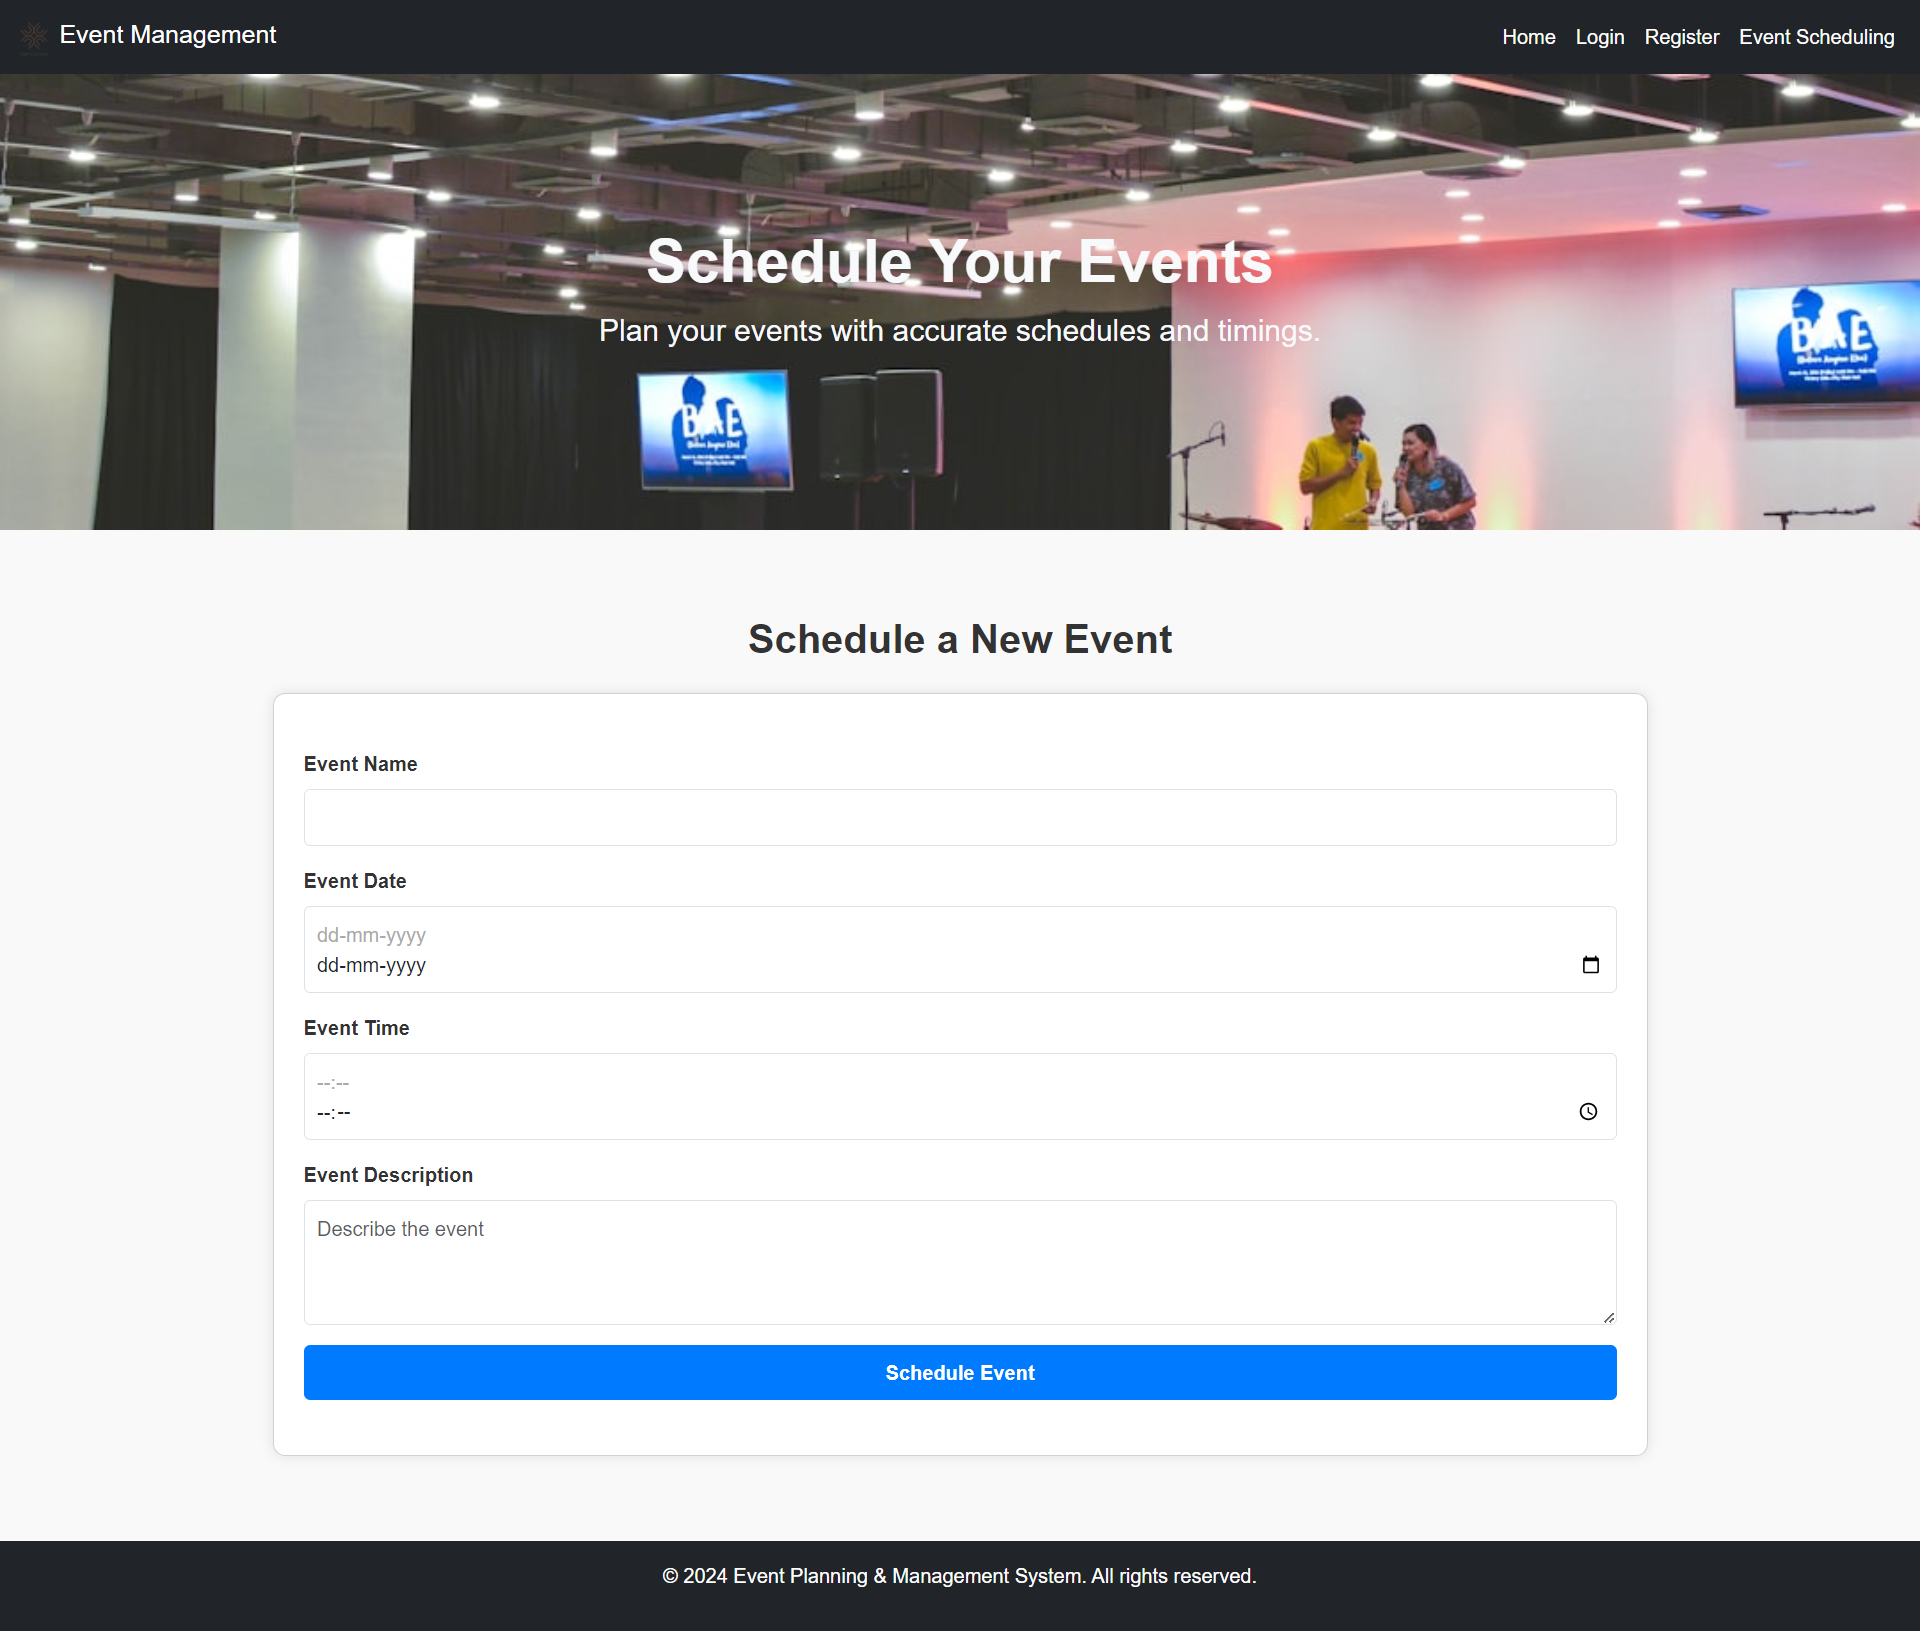 Event Management
Home Login Register Event Scheduling
Schedule Your Events
Plan your events with accurate schedules and timings.
BAE
BAE
Schedule a New Event
Event Name
Event Date
dd-mm-yyyy
dd-mm-yyyy
Event Time
--:--
--:--
Event Description
Describe the event
Schedule Event
© 2024 Event Planning & Management System. All rights reserved.